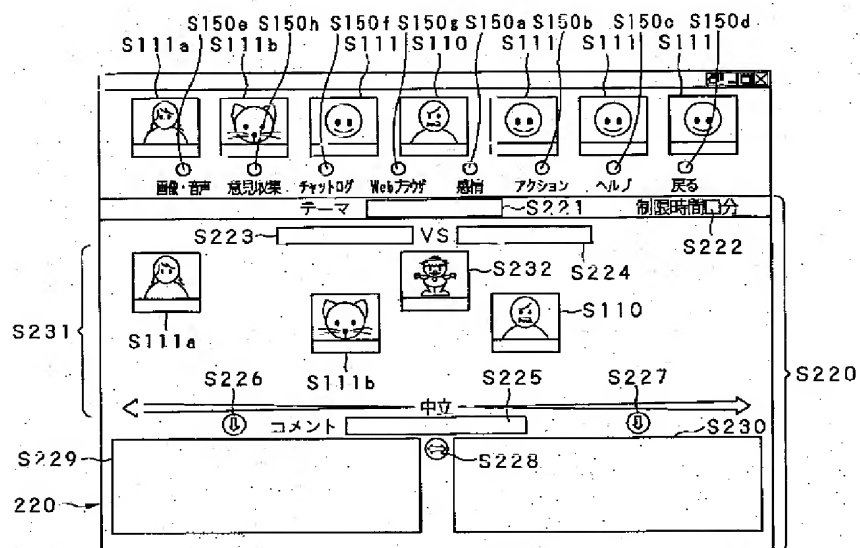 S150e S150h S150f S150g S150a S150b S150c S150d
S111a S111b S111 S110 S111 S111 S111
画像・音声 意見収集 チャットログ Webブラウザ 感情 アクション ヘルプ 戻る
テーマ S221 制限時間 分
S222
S223 VS
S224
S232
S231
S111a
S110
S111b
S220
S226 S225 S227
中立
コメント
S230
S229
S228
220